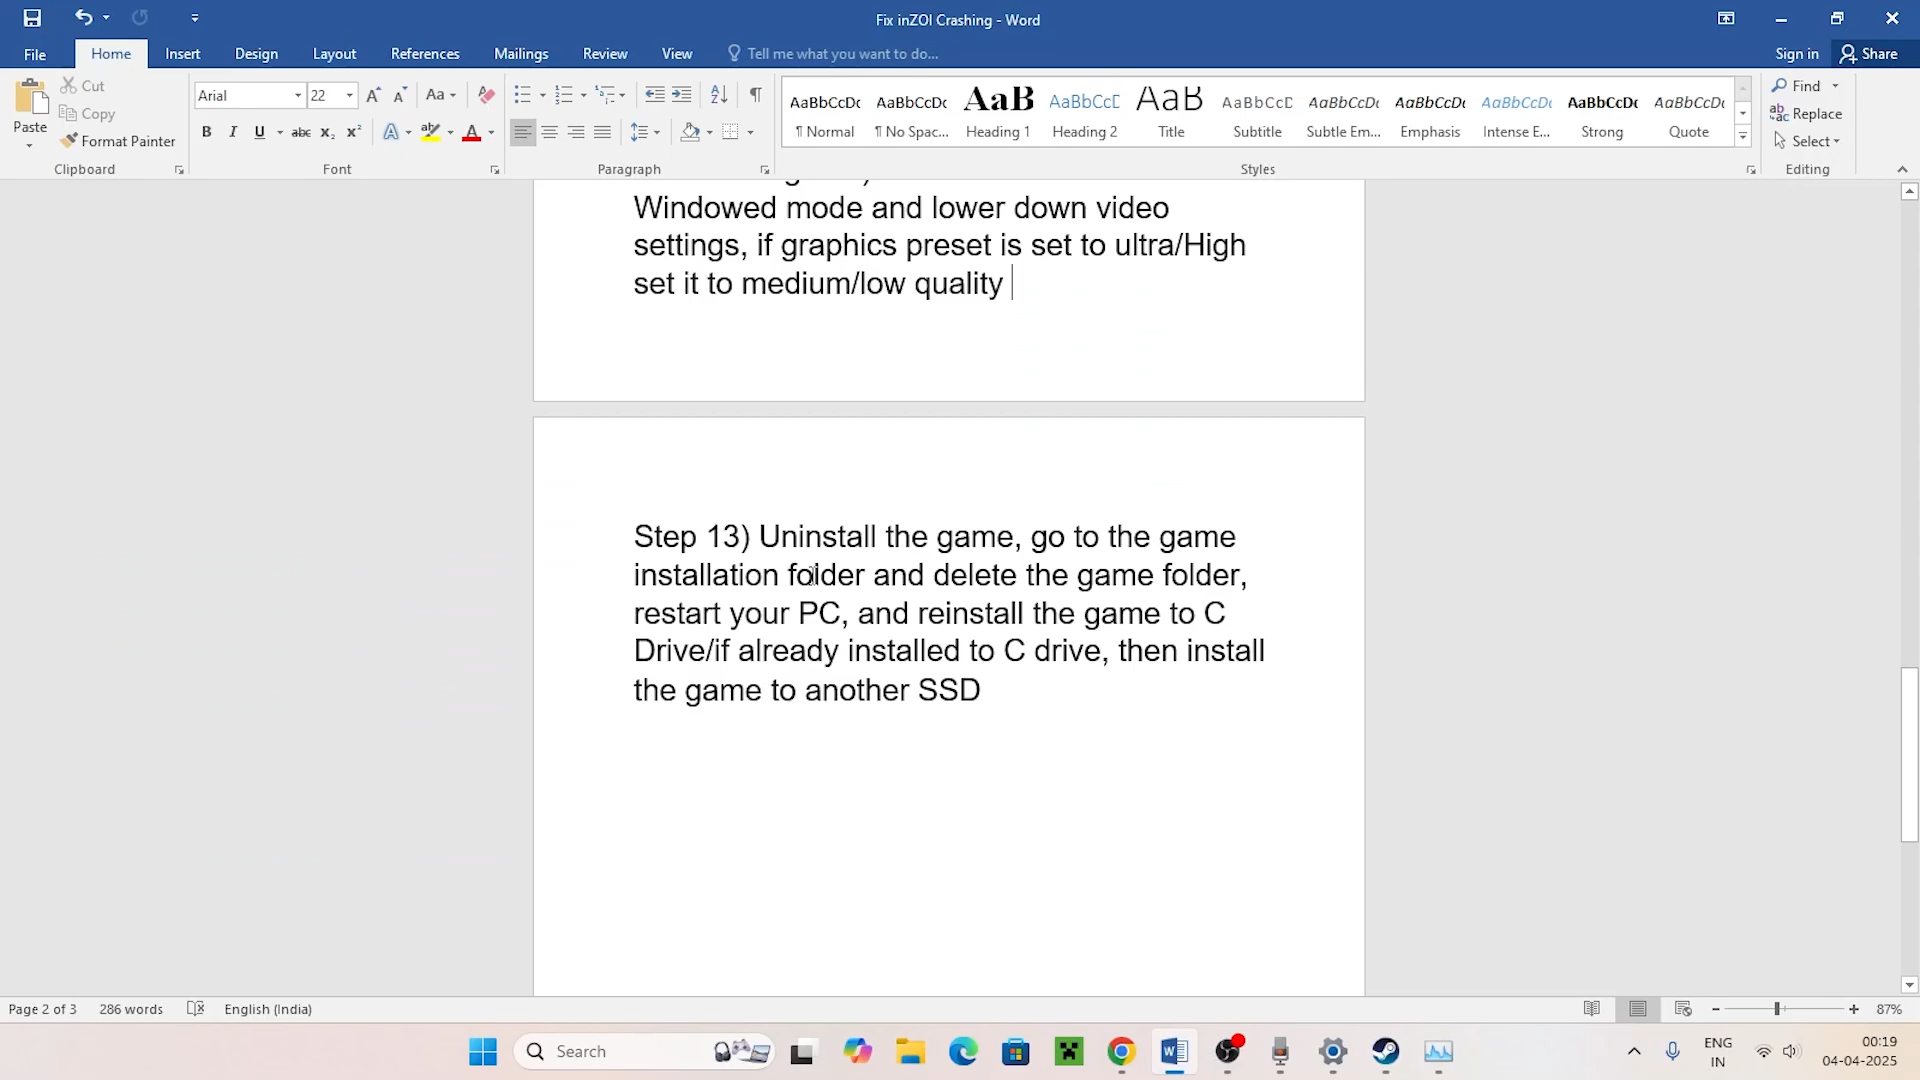 Fix inZOI Crashing - Word
File Home Insert Design Layout References Mailings Review View Tell me what you want to do... Sign in Share
Paste Cut Copy Format Painter Clipboard
Arial 22 Aa Font
Paragraph
AaBbCcDc AaBbCcDc AaB AaBbCcD AaB AaBbCcD AaBbCcDc AaBbCcDc AaBbCcDc AaBbCcDc AaBbCcDc
¶ Normal ¶ No Spac... Heading 1 Heading 2 Title Subtitle Subtle Em... Emphasis Intense E... Strong Quote
Styles
Find Replace Select Editing
Windowed mode and lower down video
settings, if graphics preset is set to ultra/High
set it to medium/low quality
Step 13) Uninstall the game, go to the game
installation folder and delete the game folder,
restart your PC, and reinstall the game to C
Drive/if already installed to C drive, then install
the game to another SSD
Page 2 of 3 286 words English (India) 87%
Search
ENG
IN
00:19
04-04-2025